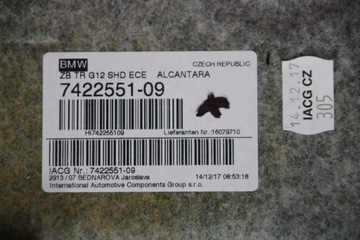 BMW
CZECH REPUBLIC
ZB TR G12 SHD ECE ALCANTARA
7422551-09
HI742255109
Lieferanten Nr.:16079710
IACG Nr.: 7422551-09
2913 / 07 BEDNAROVA Jaroslava
14/12/17 08:53:18
International Automotive Components Group s.r.o.
14.12.17
IACG CZ
305